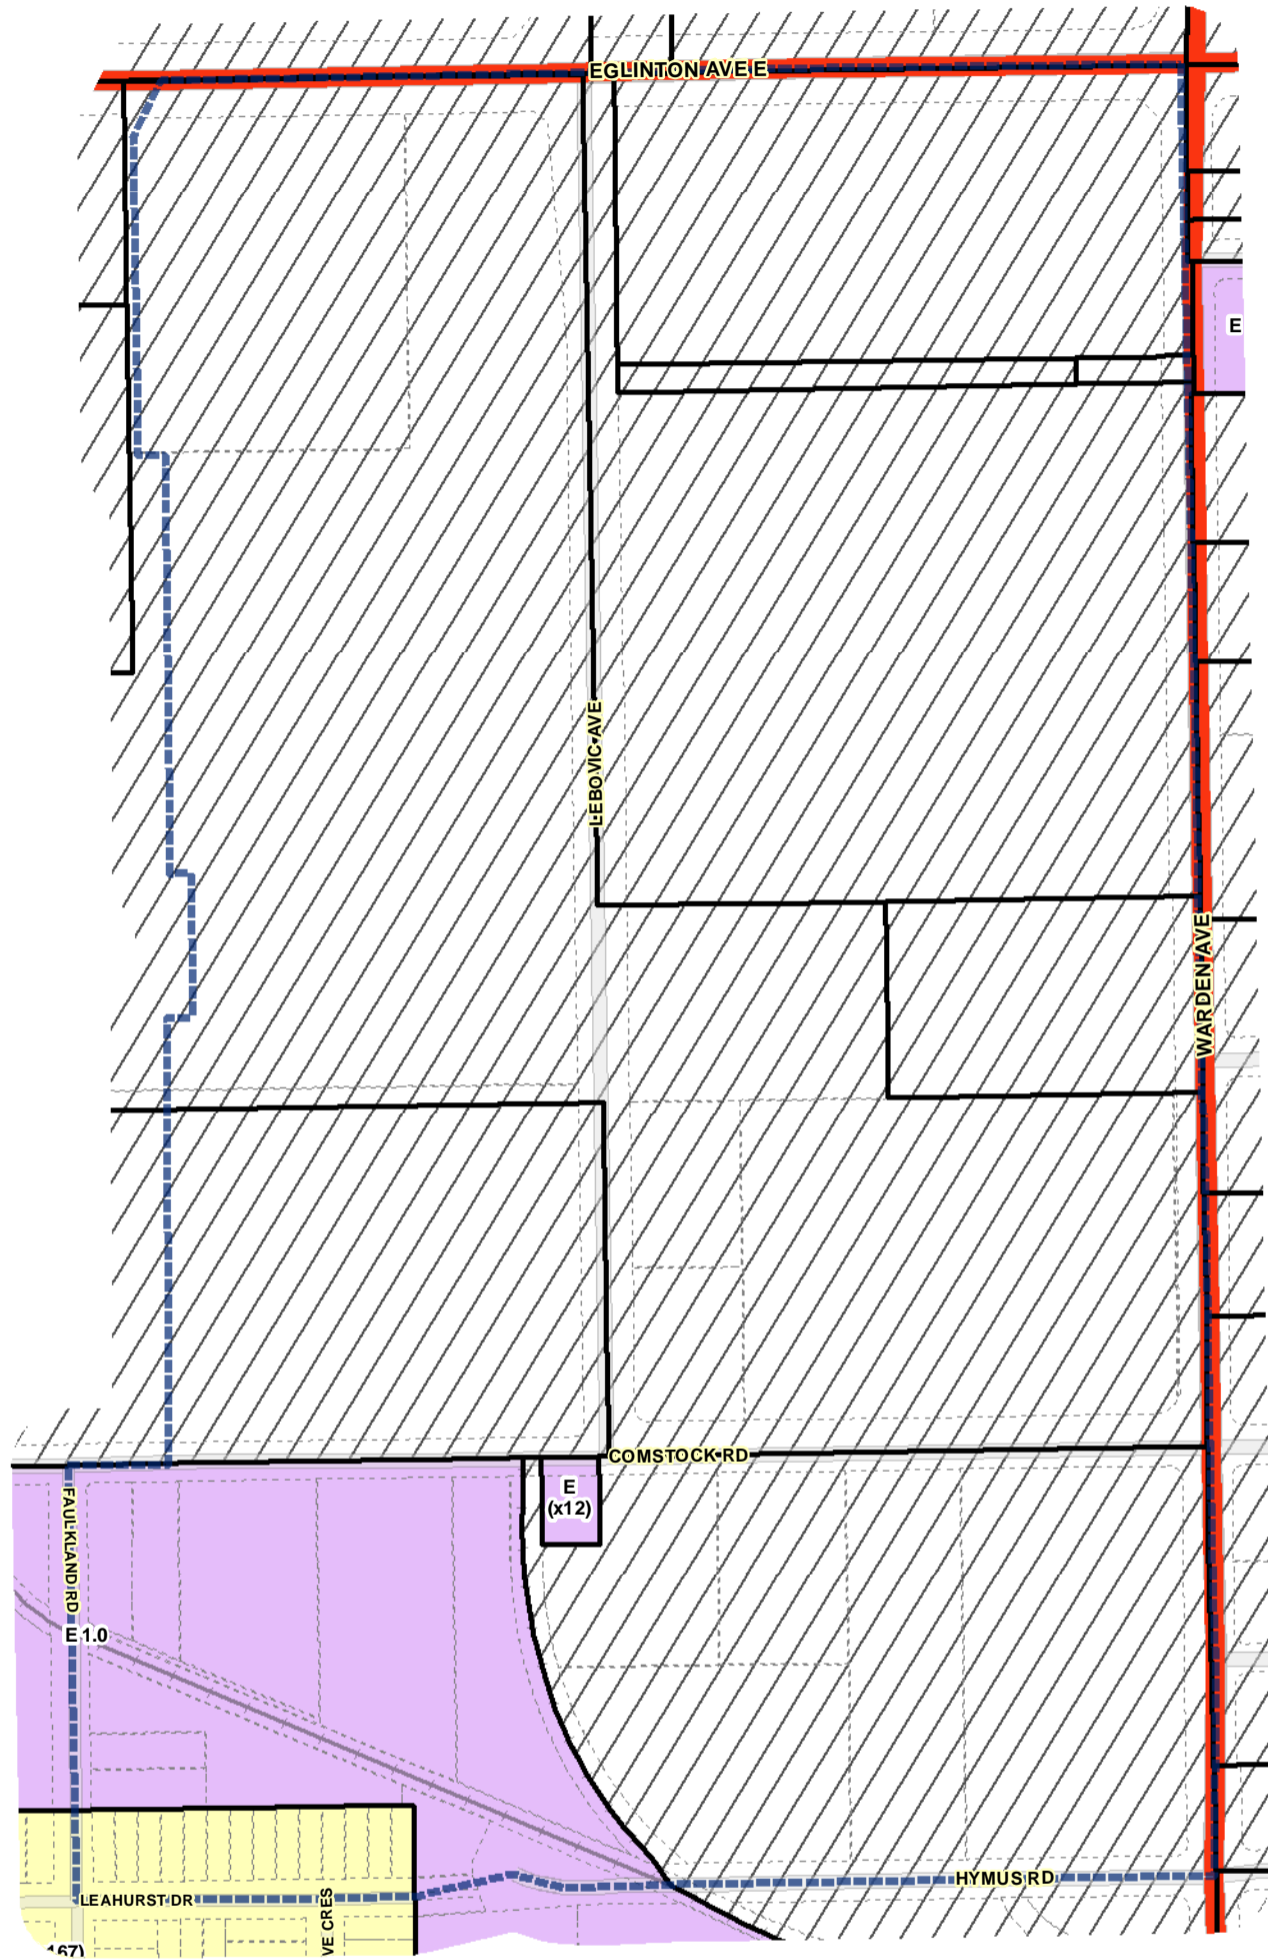 EGLINTON AVE E
E
LEBOVIC AVE
WARDEN AVE
COMSTOCK RD
E
(x12)
FAULKLAND RD
E 1.0
HYMUS RD
LEAHURST DR
VE CRES
167)